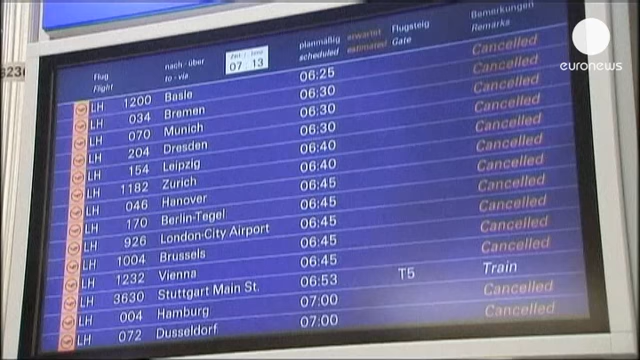 euronews
Flug nach · über Zeit / time planmäßig erwartet Flugsteig Bemerkungen
Flight to · via 07 13 scheduled estimated Gate Remarks
LH 1200 Basle 06:25 Cancelled
LH 034 Bremen 06:30 Cancelled
LH 070 Munich 06:30 Cancelled
LH 204 Dresden 06:30 Cancelled
LH 154 Leipzig 06:40 Cancelled
LH 1182 Zurich 06:40 Cancelled
LH 046 Hanover 06:45 Cancelled
LH 170 Berlin-Tegel 06:45 Cancelled
LH 926 London-City Airport 06:45 Cancelled
LH 1004 Brussels 06:45 Cancelled
LH 1232 Vienna 06:45 Cancelled
LH 3630 Stuttgart Main St. 06:53 T5 Train
LH 004 Hamburg 07:00 Cancelled
LH 072 Dusseldorf 07:00 Cancelled